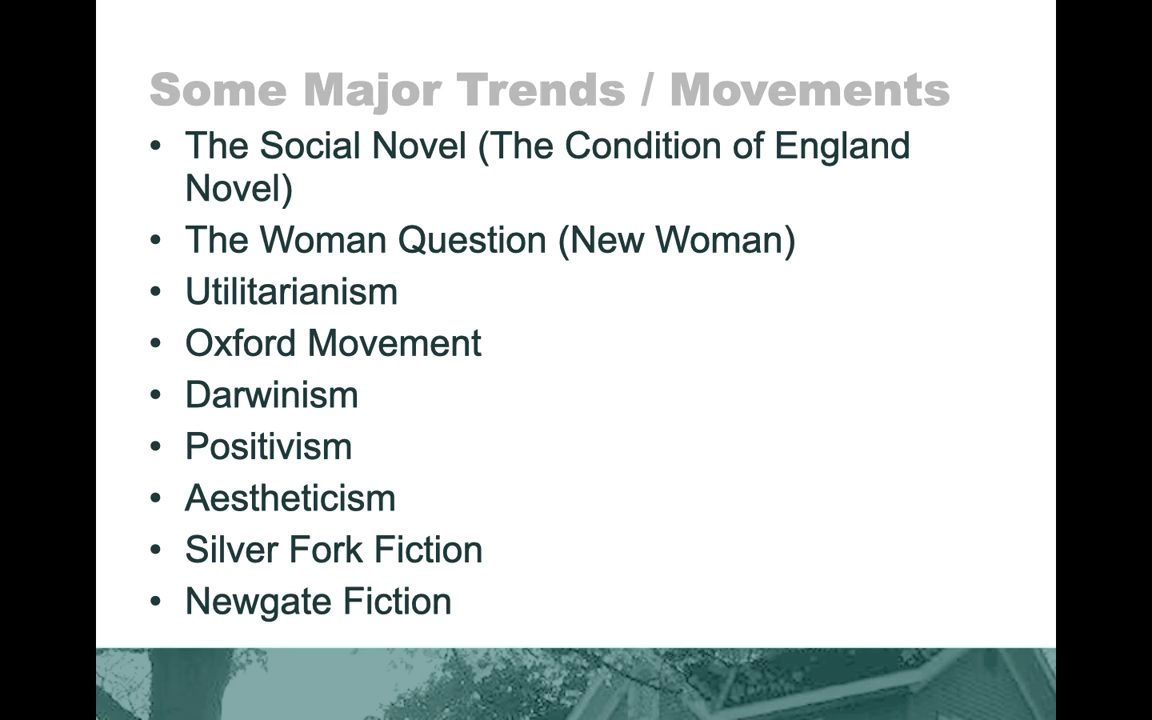 Some Major Trends / Movements
• The Social Novel (The Condition of England
Novel)
• The Woman Question (New Woman)
• Utilitarianism
• Oxford Movement
• Darwinism
• Positivism
• Aestheticism
• Silver Fork Fiction
• Newgate Fiction